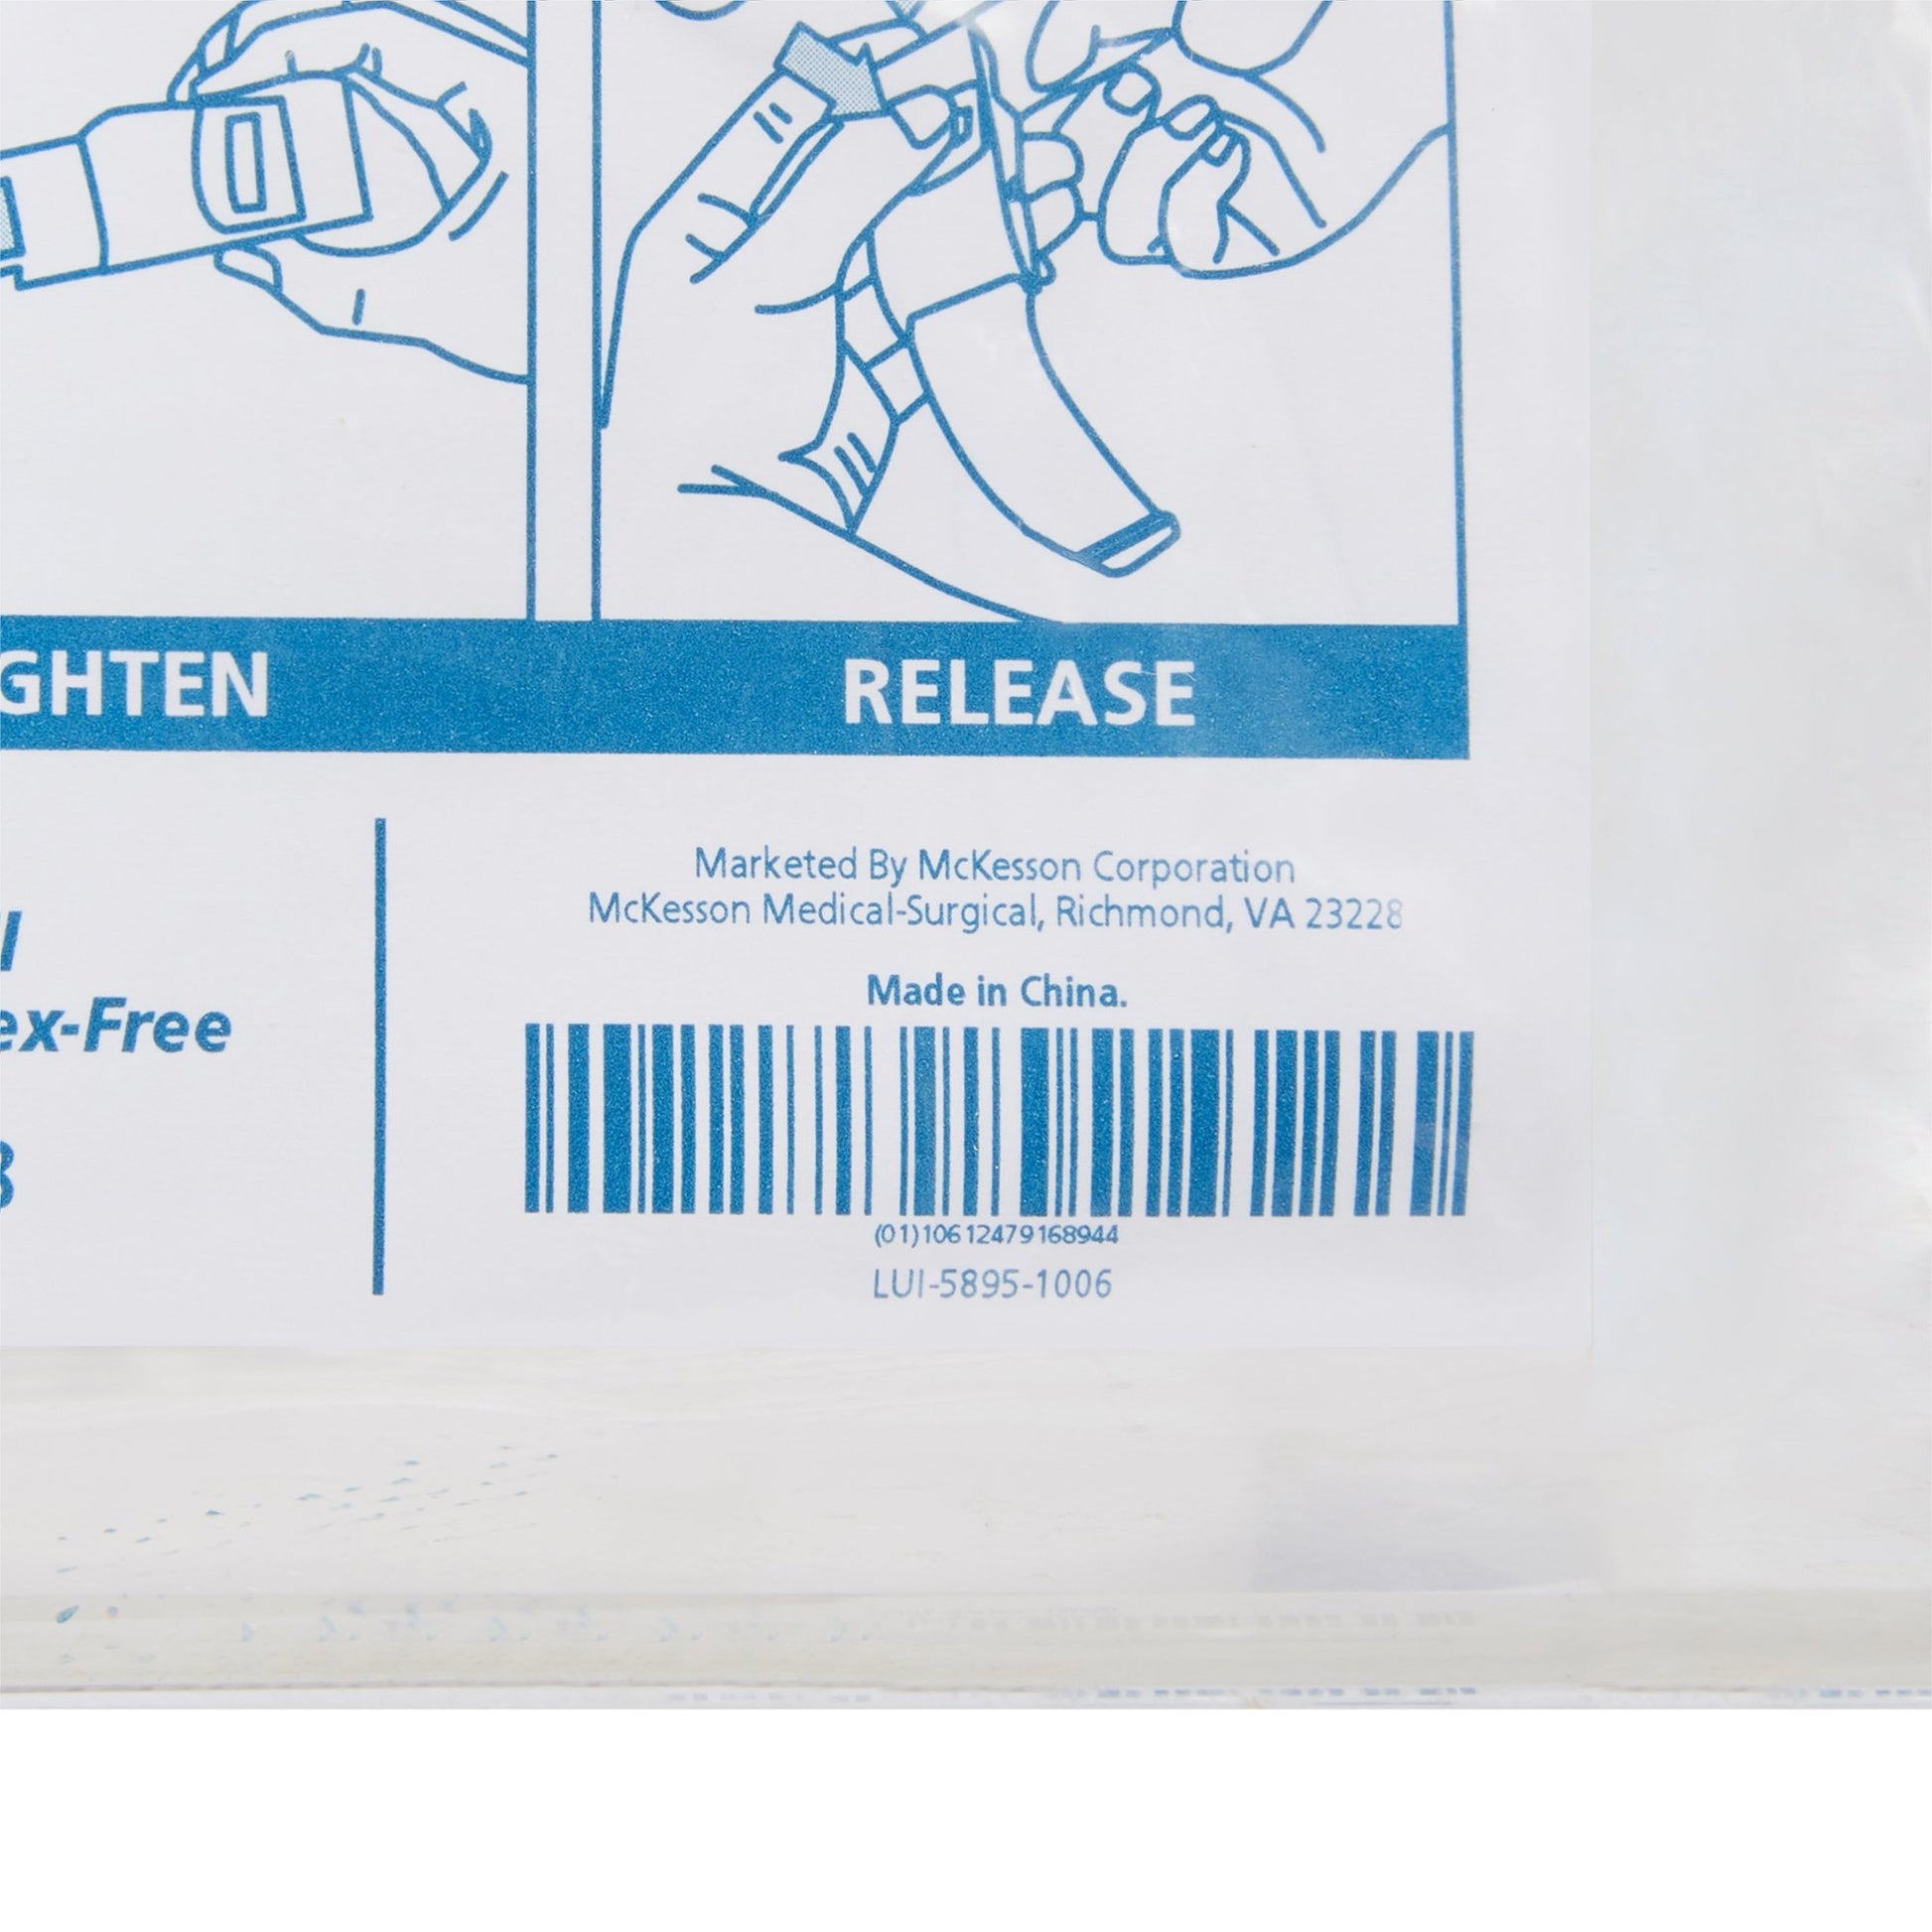 GHTEN
RELEASE
ex-Free
Marketed By McKesson Corporation
McKesson Medical-Surgical, Richmond, VA 23228
Made in China.
(01)10612479168944
LUI-5895-1006